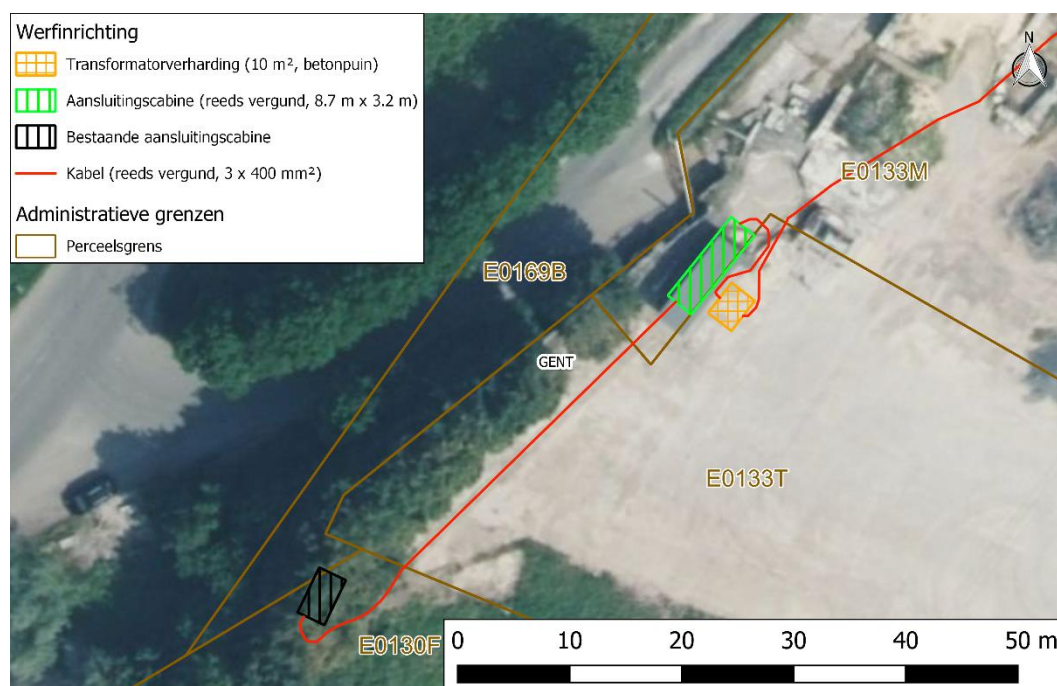 Werfinrichting
Transformatorverharding (10 m², betonpuin)
Aansluitingscabine (reeds vergund, 8.7 m x 3.2 m)
Bestaande aansluitingscabine
Kabel (reeds vergund, 3 x 400 mm²)
Administratieve grenzen
Perceelsgrens
N
E0133M
E0169B
GENT
E0133T
E0130F
0 10 20 30 40 50 m